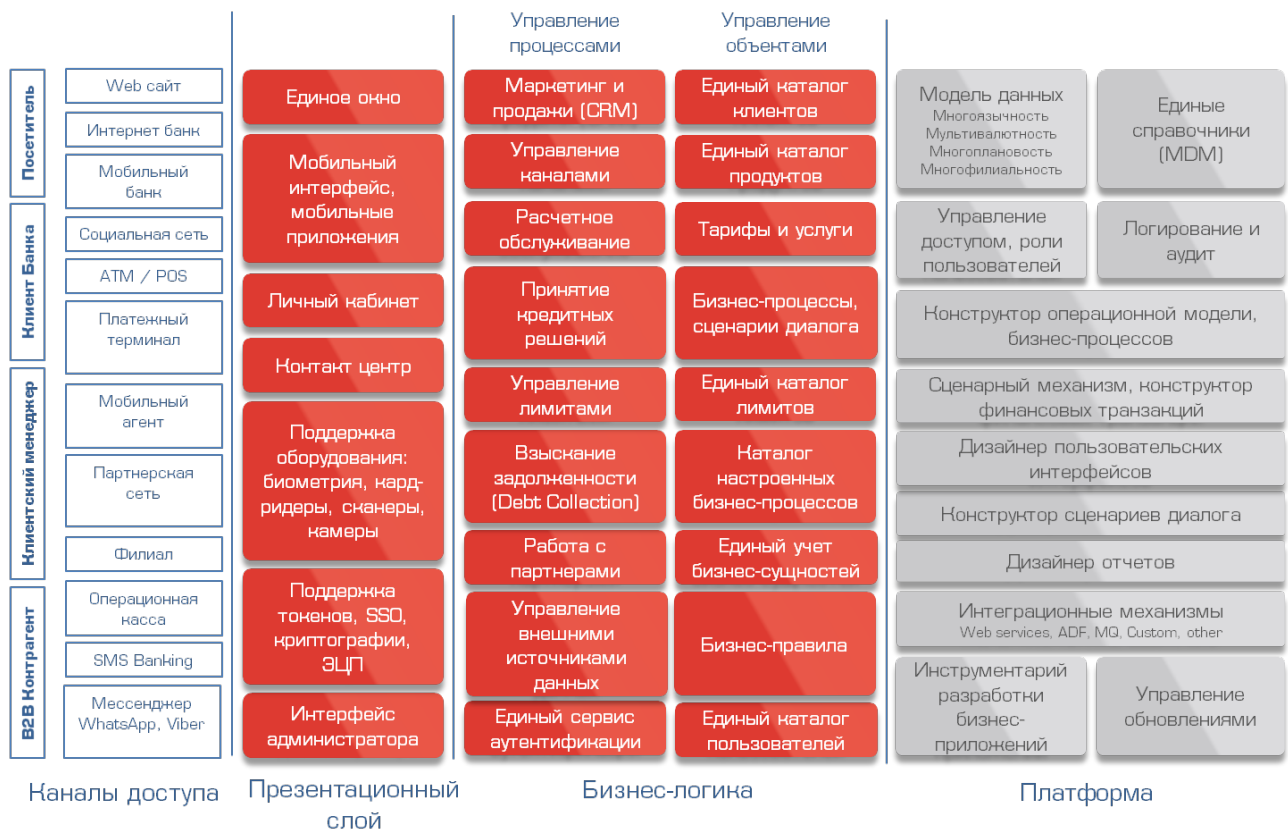 Управление
процессами
Управление
объектами
Посетитель
Клиент Банка
Клиентский менеджер
B2B Контрагент
Web сайт
Интернет банк
Мобильный
банк
Социальная сеть
ATM / POS
Платежный
терминал
Мобильный
агент
Партнерская
сеть
Филиал
Операционная
касса
SMS Banking
Мессенджер
WhatsApp, Viber
Единое окно
Мобильный
интерфейс,
мобильные
приложения
Личный кабинет
Контакт центр
Поддержка
оборудования:
биометрия, кард-
ридеры, сканеры,
камеры
Поддержка
токенов, SSO,
криптографии,
ЭЦП
Интерфейс
администратора
Маркетинг и
продажи (CRM)
Управление
каналами
Расчетное
обслуживание
Принятие
кредитных
решений
Управление
лимитами
Взыскание
задолженности
(Debt Collection)
Работа с
партнерами
Управление
внешними
источниками
данных
Единый сервис
аутентификации
Единый каталог
клиентов
Единый каталог
продуктов
Тарифы и услуги
Бизнес-процессы,
сценарии диалога
Единый каталог
лимитов
Каталог
настроенных
бизнес-процессов
Единый учет
бизнес-сущностей
Бизнес-правила
Единый каталог
пользователей
Модель данных
Многоязычность
Мультивалютность
Многоплановость
Многофилиальность
Единые
справочники
(MDM)
Управление
доступом, роли
пользователей
Логирование и
аудит
Конструктор операционной модели,
бизнес-процессов
Сценарный механизм, конструктор
финансовых транзакций
Дизайнер пользовательских
интерфейсов
Конструктор сценариев диалога
Дизайнер отчетов
Интеграционные механизмы
Web services, ADF, MQ, Custom, other
Инструментарий
разработки
бизнес-
приложений
Управление
обновлениями
Каналы доступа
Презентационный
слой
Бизнес-логика
Платформа